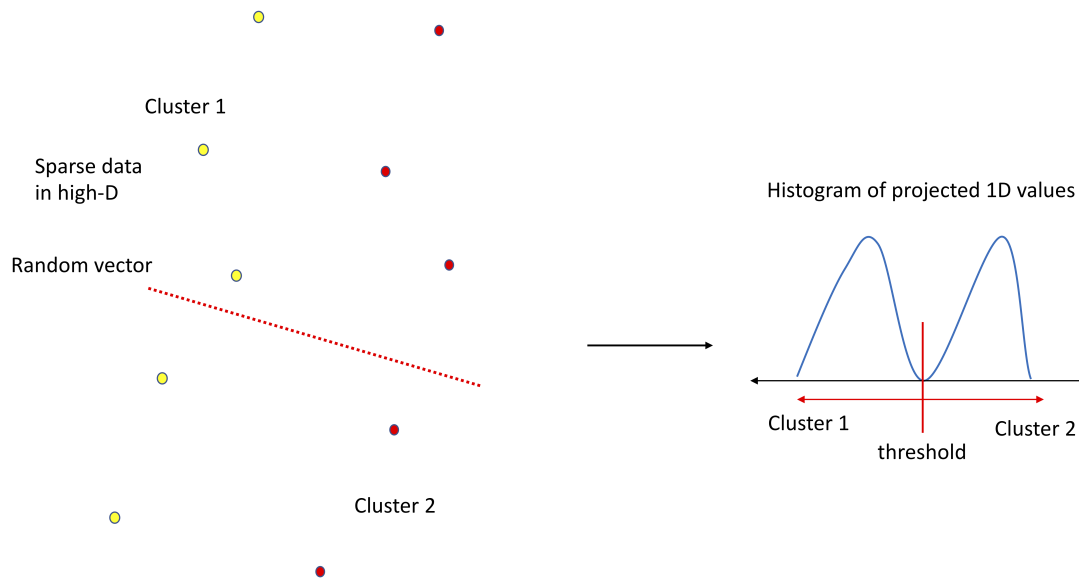 Cluster 1
Sparse data
in high-D
Random vector
Cluster 2
Histogram of projected 1D values
Cluster 1
Cluster 2
threshold